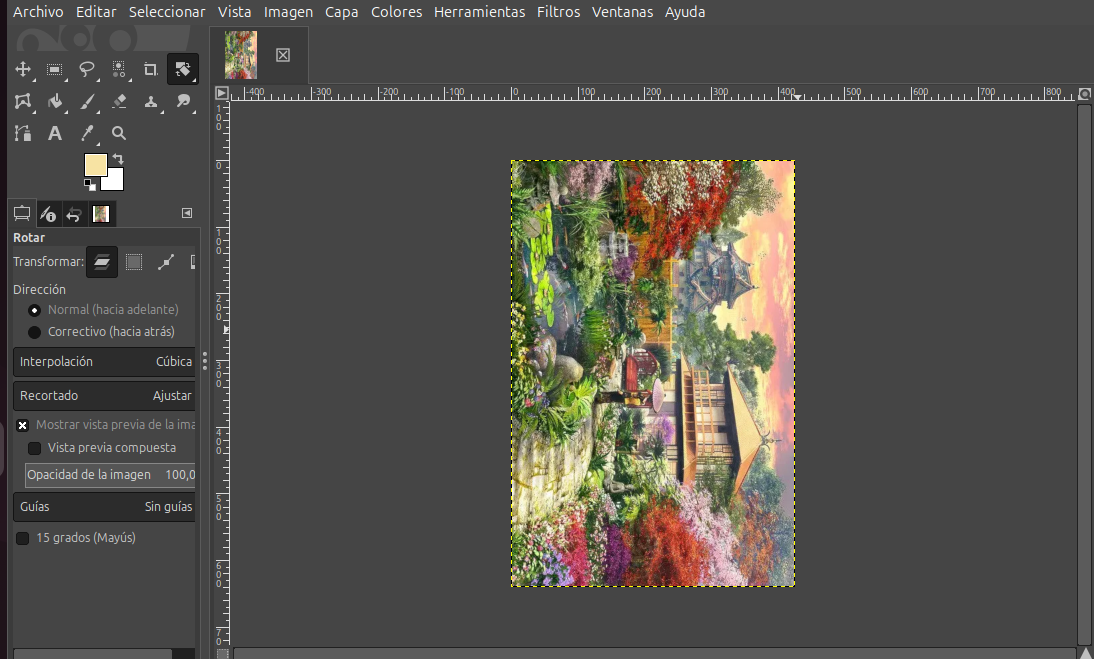 Archivo Editar Seleccionar Vista Imagen Capa Colores Herramientas Filtros Ventanas Ayuda
-400 -300 -200 -100 0 100 200 300 400 500 600 700 800
100
0
100
200
300
400
500
600
70
A
Rotar
Transformar:
Dirección
Normal (hacia adelante)
Correctivo (hacia atrás)
Interpolación Cúbica
Recortado Ajustar
Mostrar vista previa de la ima
Vista previa compuesta
Opacidad de la imagen 100,0
Guías Sin guías
15 grados (Mayús)